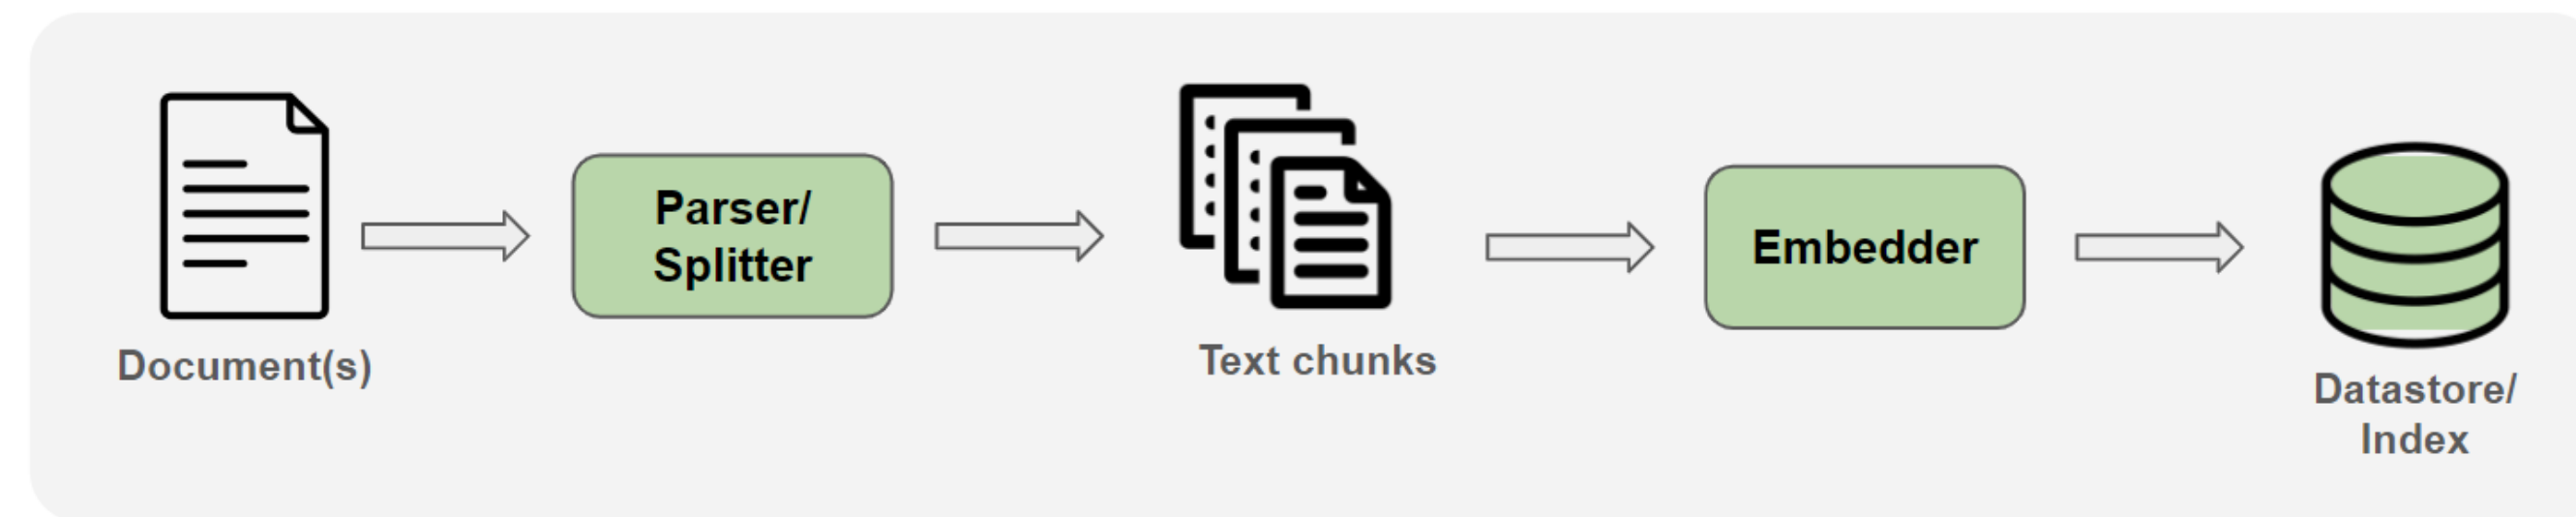 Document(s)
Parser/
Splitter
Text chunks
Embedder
Datastore/
Index